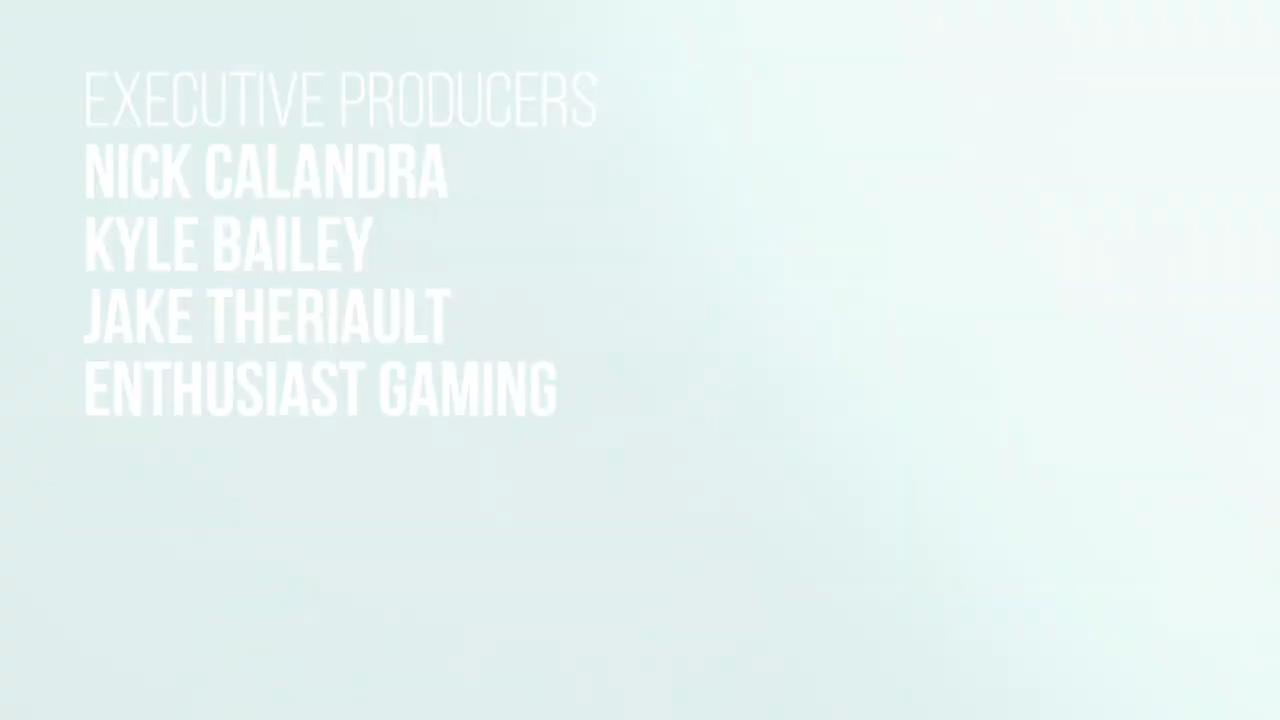 EXECUTIVE PRODUCERS
NICK CALANDRA
KYLE BAILEY
JAKE THERIAULT
ENTHUSIAST GAMING